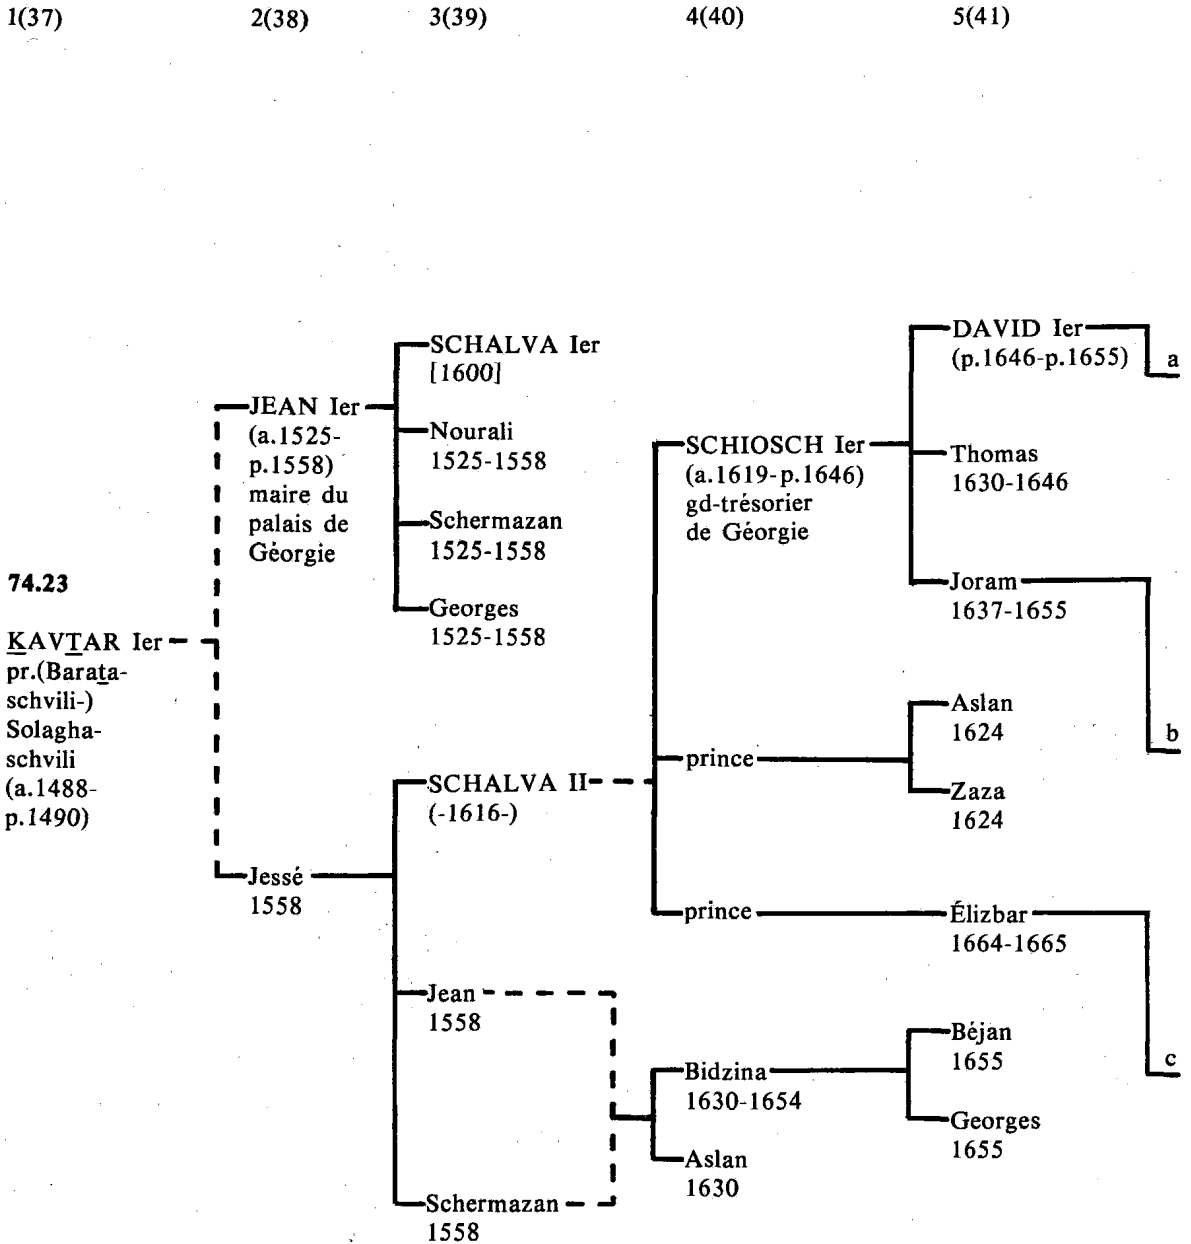 1(37) 2(38) 3(39) 4(40) 5(41)
74.23
KAVTAR Ier
pr.(Barata-
schvili-)
Solagha-
schvili
(a.1488-
p.1490)
JEAN Ier
(a.1525-
p.1558)
maire du
palais de
Géorgie
Jessé
1558
SCHALVA Ier
[1600]
Nourali
1525-1558
Schermazan
1525-1558
Georges
1525-1558
SCHALVA II
(-1616-)
Jean
1558
Schermazan
1558
SCHIOSCH Ier
(a.1619-p.1646)
gd-trésorier
de Géorgie
prince
prince
Bidzina
1630-1654
Aslan
1630
DAVID Ier
(p.1646-p.1655)
Thomas
1630-1646
Joram
1637-1655
Aslan
1624
Zaza
1624
Élizbar
1664-1665
Béjan
1655
Georges
1655
a
b
c